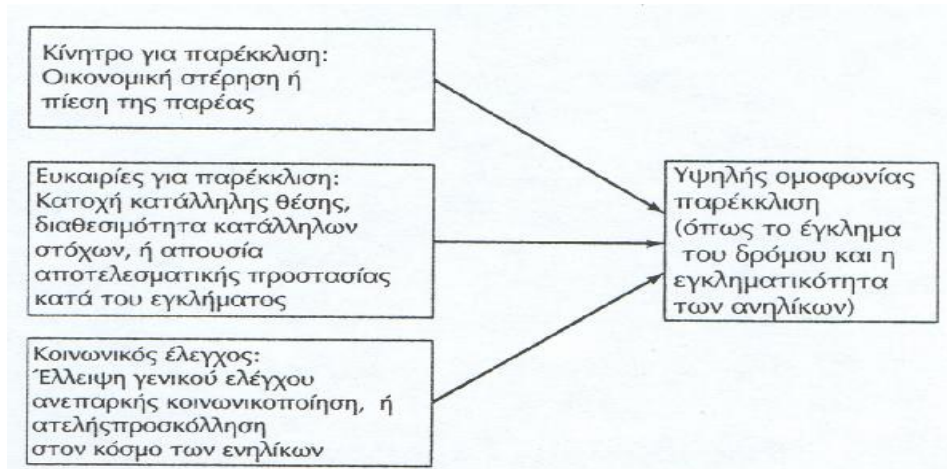 Κίνητρο για παρέκκλιση:
Οικονομική στέρηση ή
πίεση της παρέας
Ευκαιρίες για παρέκκλιση:
Κατοχή κατάλληλης θέσης,
διαθεσιμότητα κατάλληλων
στόχων, ή απουσία
αποτελεσματικής προστασίας
κατά του εγκλήματος
Κοινωνικός έλεγχος:
Έλλειψη γενικού ελέγχου
ανεπαρκής κοινωνικοποίηση, ή
ατελήςπροσκόλληση
στον κόσμο των ενηλίκων
Υψηλής ομοφωνίας
παρέκκλιση
(όπως το έγκλημα
του δρόμου και η
εγκληματικότητα
των ανηλίκων)